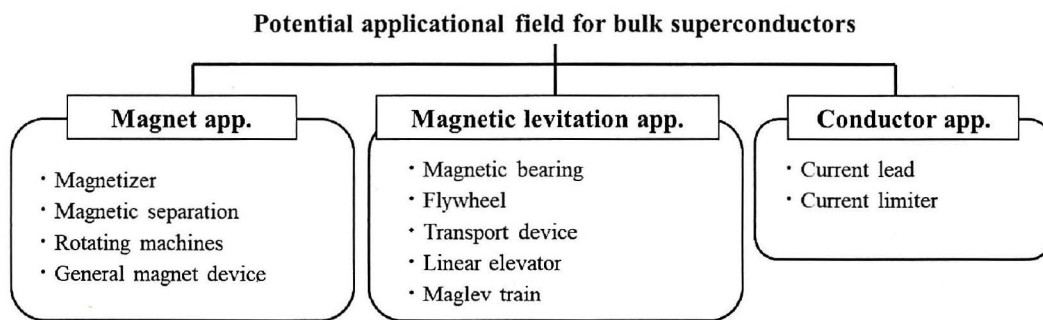 Potential applicational field for bulk superconductors
Magnet app.
・Magnetizer
・Magnetic separation
・Rotating machines
・General magnet device
Magnetic levitation app.
・Magnetic bearing
・Flywheel
・Transport device
・Linear elevator
・Maglev train
Conductor app.
・Current lead
・Current limiter